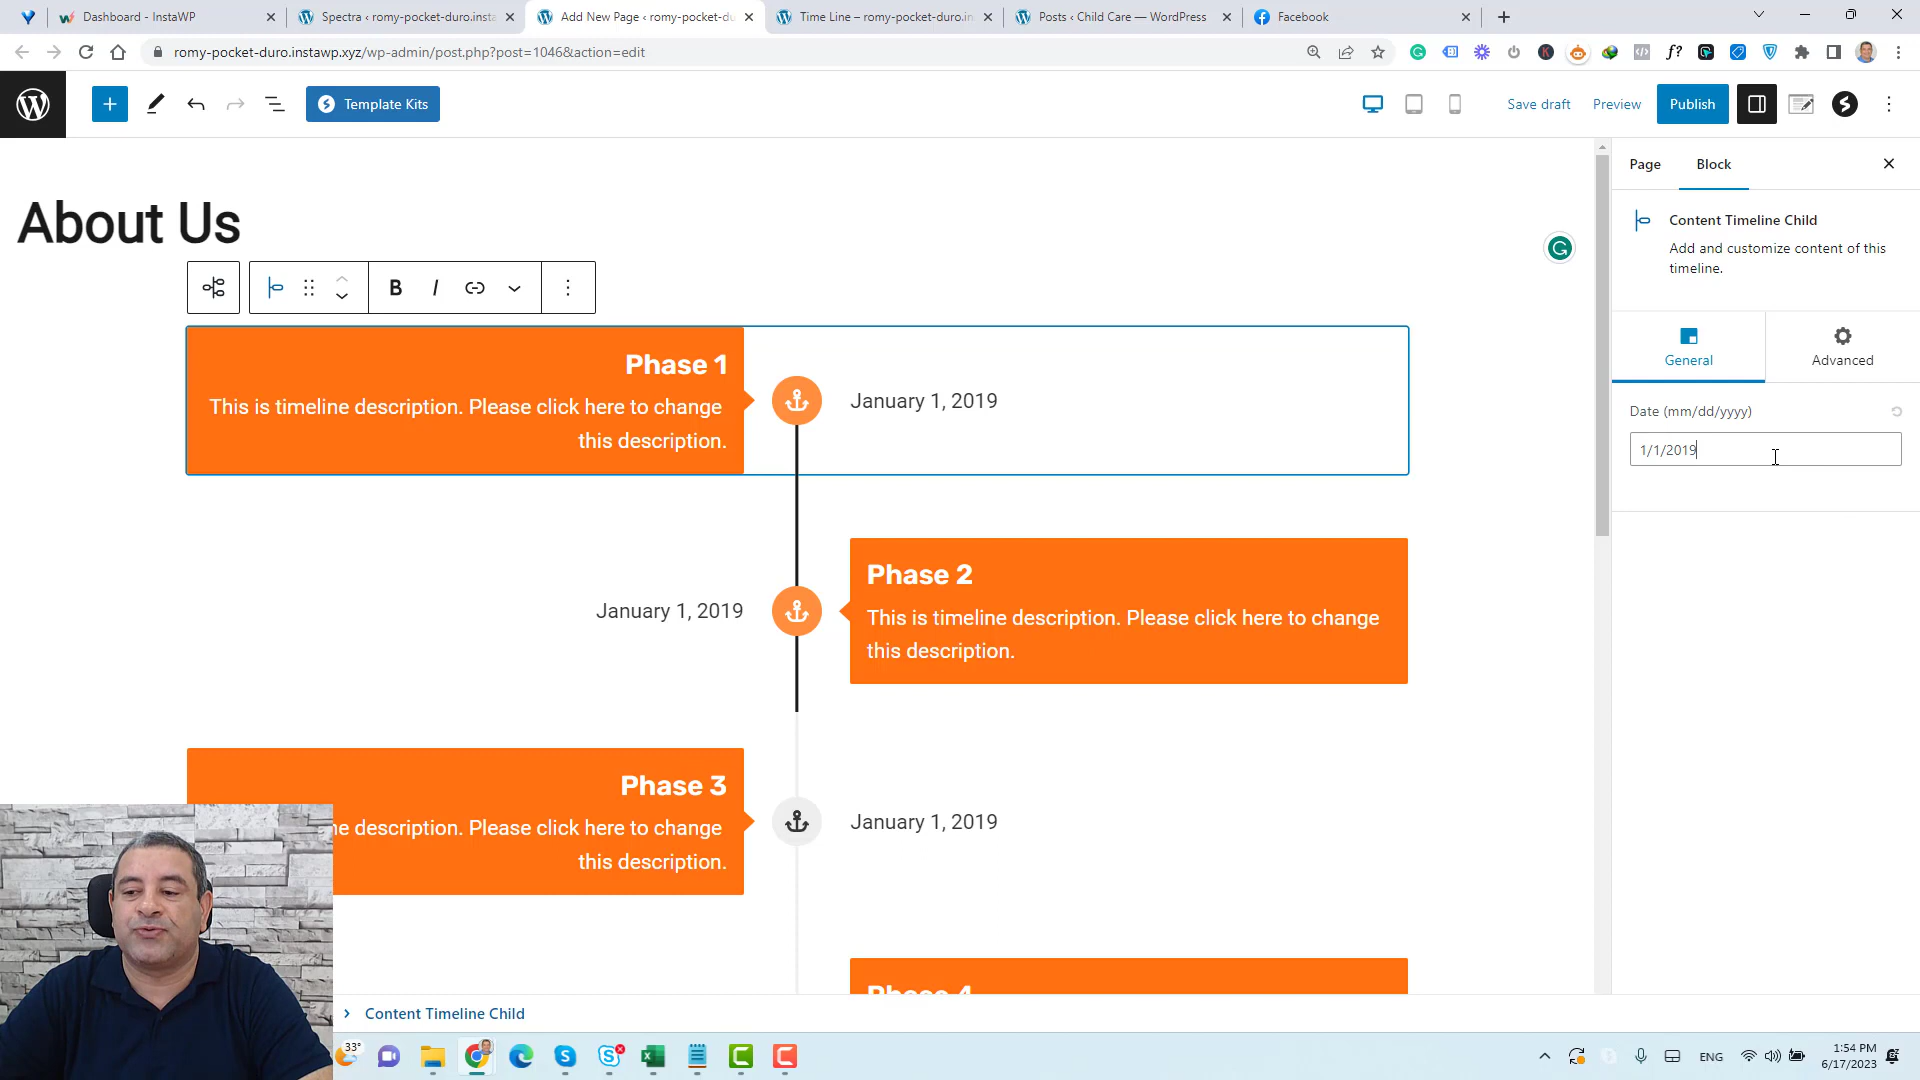 Dashboard - InstaWP
Spectra ‹ romy-pocket-duro.insta
Add New Page ‹ romy-pocket-du
Time Line – romy-pocket-duro.in
Posts ‹ Child Care — WordPress
Facebook
romy-pocket-duro.instawp.xyz/wp-admin/post.php?post=1046&action=edit
Template Kits
Save draft
Preview
Publish
Page
Block
About Us
Content Timeline Child
Add and customize content of this
timeline.
General
Advanced
Date (mm/dd/yyyy)
1/1/2019
Phase 1
This is timeline description. Please click here to change
this description.
January 1, 2019
January 1, 2019
Phase 2
This is timeline description. Please click here to change
this description.
Phase 3
ne description. Please click here to change
this description.
January 1, 2019
Phase 4
Content Timeline Child
33°
ENG
1:54 PM
6/17/2023